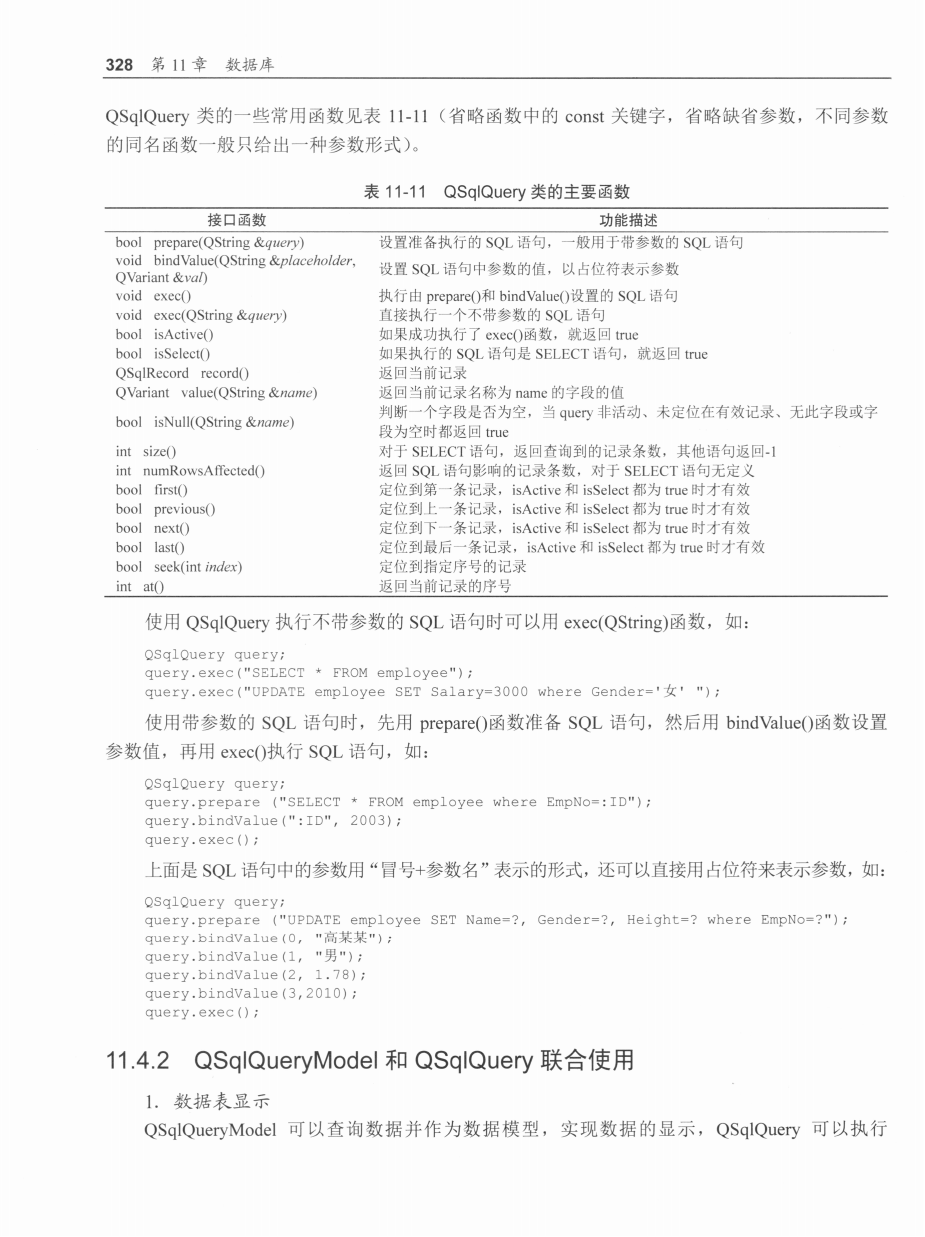 328 第 11 章 数据库
QSqlQuery 类的一些常用函数见表 11-11（省略函数中的 const 关键字，省略缺省参数，不同参数
的同名函数一般只给出一种参数形式）。
表 11-11 QSqlQuery 类的主要函数
接口函数 功能描述
bool prepare(QString &query) 设置准备执行的 SQL 语句，一般用于带参数的 SQL 语句
void bindValue(QString &placeholder,
QVariant &val) 设置 SQL 语句中参数的值，以占位符表示参数
void exec() 执行由 prepare()和 bindValue()设置的 SQL 语句
void exec(QString &query) 直接执行一个不带参数的 SQL 语句
bool isActive() 如果成功执行了 exec()函数，就返回 true
bool isSelect() 如果执行的 SQL 语句是 SELECT 语句，就返回 true
QSqlRecord record() 返回当前记录
QVariant value(QString &name) 返回当前记录名称为 name 的字段的值
bool isNull(QString &name) 判断一个字段是否为空，当 query 非活动、未定位在有效记录、无此字段或字
段为空时都返回 true
int size() 对于 SELECT 语句，返回查询到的记录条数，其他语句返回-1
int numRowsAffected() 返回 SQL 语句影响的记录条数，对于 SELECT 语句无定义
bool first() 定位到第一条记录，isActive 和 isSelect 都为 true 时才有效
bool previous() 定位到上一条记录，isActive 和 isSelect 都为 true 时才有效
bool next() 定位到下一条记录，isActive 和 isSelect 都为 true 时才有效
bool last() 定位到最后一条记录，isActive 和 isSelect 都为 true 时才有效
bool seek(int index) 定位到指定序号的记录
int at() 返回当前记录的序号
使用 QSqlQuery 执行不带参数的 SQL 语句时可以用 exec(QString)函数，如：
QSqlQuery query;
query.exec("SELECT * FROM employee");
query.exec("UPDATE employee SET Salary=3000 where Gender='女' ");
使用带参数的 SQL 语句时，先用 prepare()函数准备 SQL 语句，然后用 bindValue()函数设置
参数值，再用 exec()执行 SQL 语句，如：
QSqlQuery query;
query.prepare ("SELECT * FROM employee where EmpNo=:ID");
query.bindValue(":ID", 2003);
query.exec();
上面是 SQL 语句中的参数用“冒号+参数名”表示的形式，还可以直接用占位符来表示参数，如：
QSqlQuery query;
query.prepare ("UPDATE employee SET Name=?, Gender=?, Height=? where EmpNo=?");
query.bindValue(0, "高某某");
query.bindValue(1, "男");
query.bindValue(2, 1.78);
query.bindValue(3,2010);
query.exec();
11.4.2 QSqlQueryModel 和 QSqlQuery 联合使用
1．数据表显示
QSqlQueryModel 可以查询数据并作为数据模型，实现数据的显示，QSqlQuery 可以执行